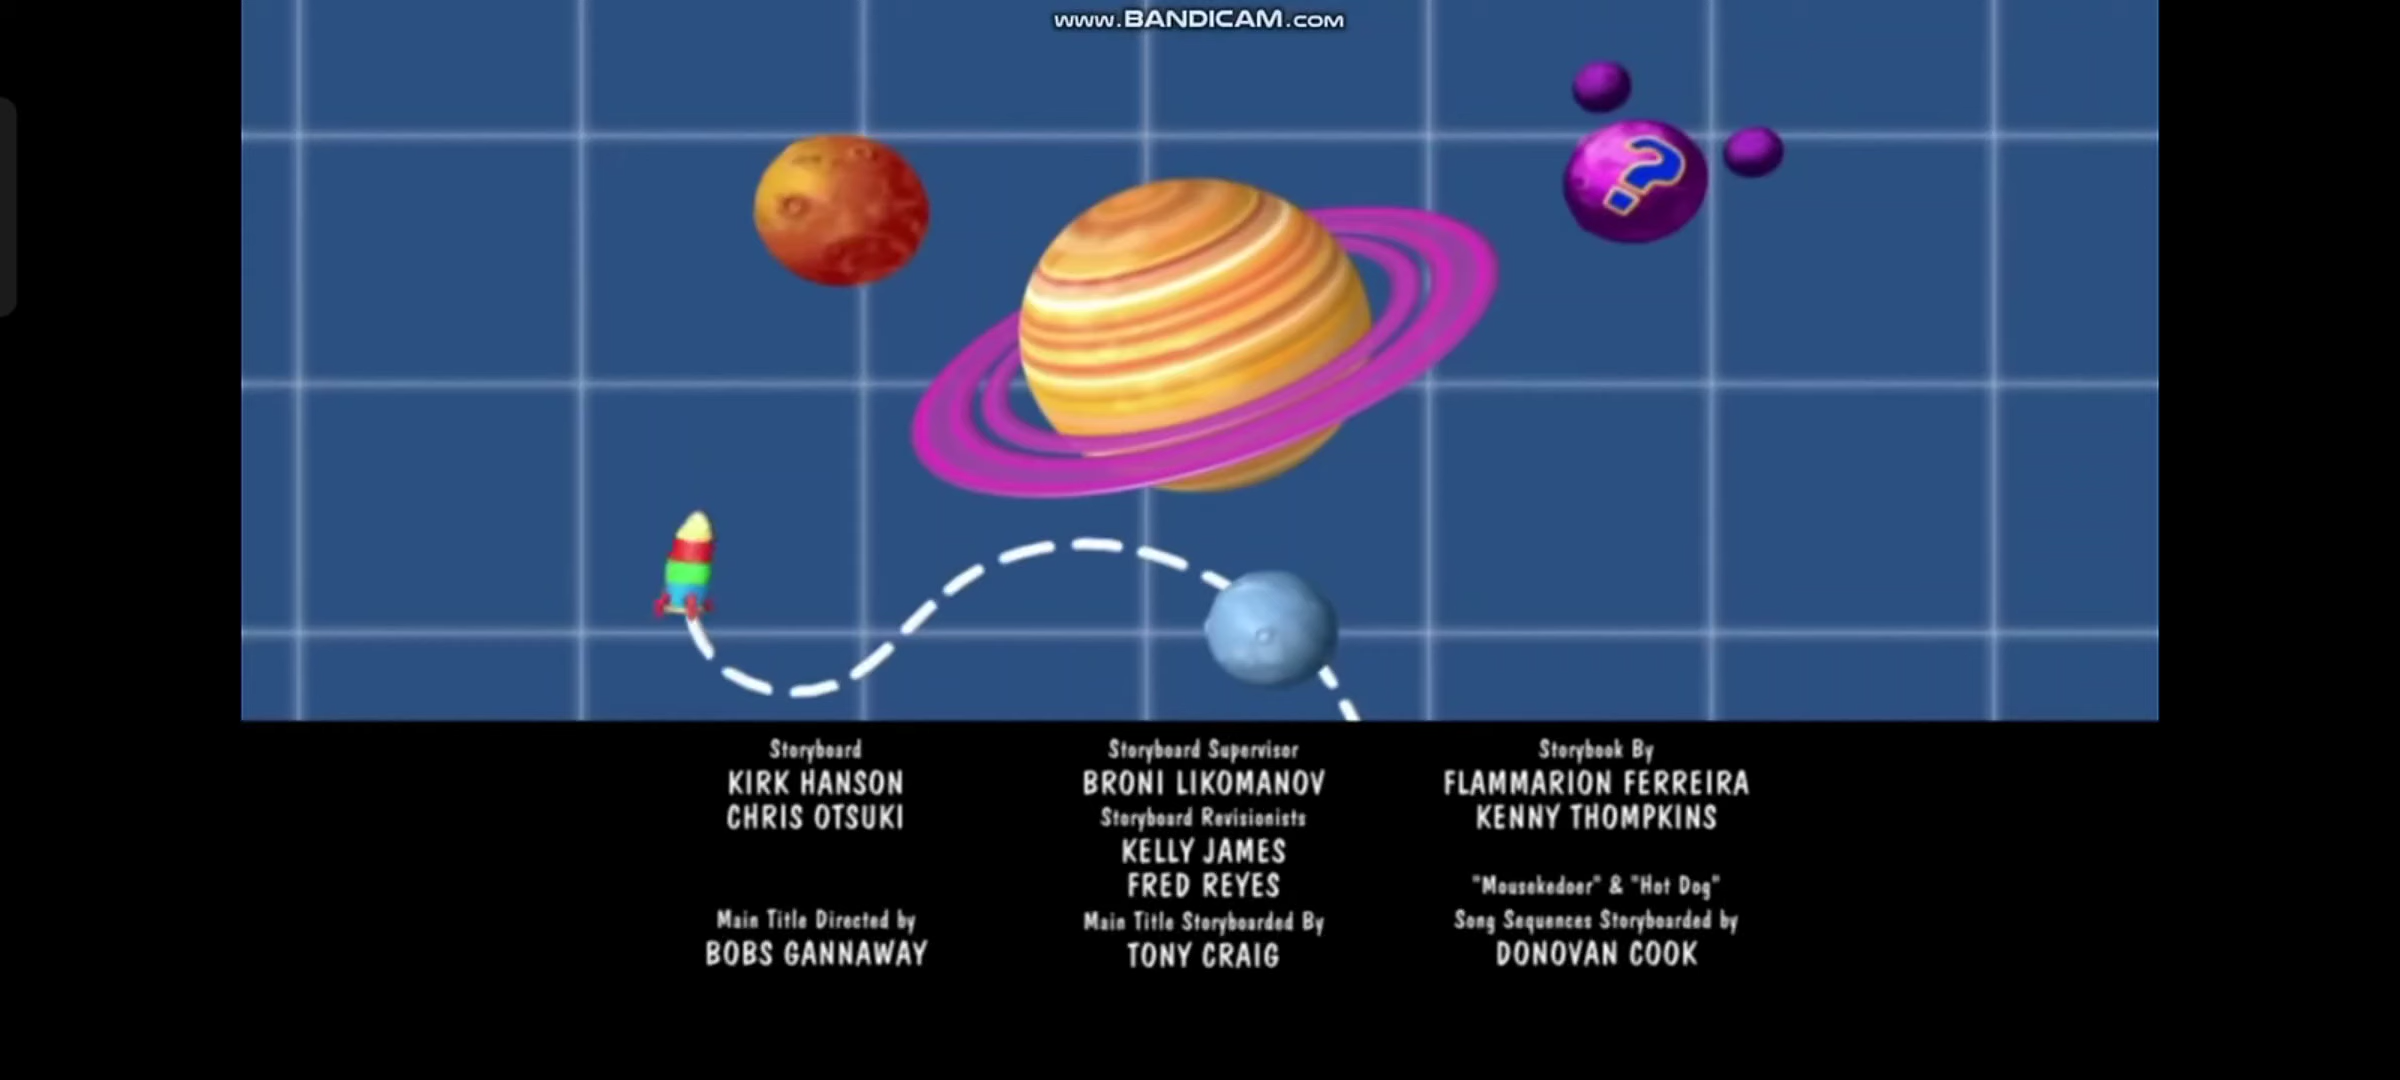 www.BANDICAM.com
?
Storyboard
KIRK HANSON
CHRIS OTSUKI
Main Title Directed by
BOBS GANNAWAY
Storyboard Supervisor
BRONI LIKOMANOV
Storyboard Revisionists
KELLY JAMES
FRED REYES
Main Title Storyboarded By
TONY CRAIG
Storybook By
FLAMMARION FERREIRA
KENNY THOMPKINS
"Mousekedoer" & "Hot Dog"
Song Sequences Storyboarded by
DONOVAN COOK